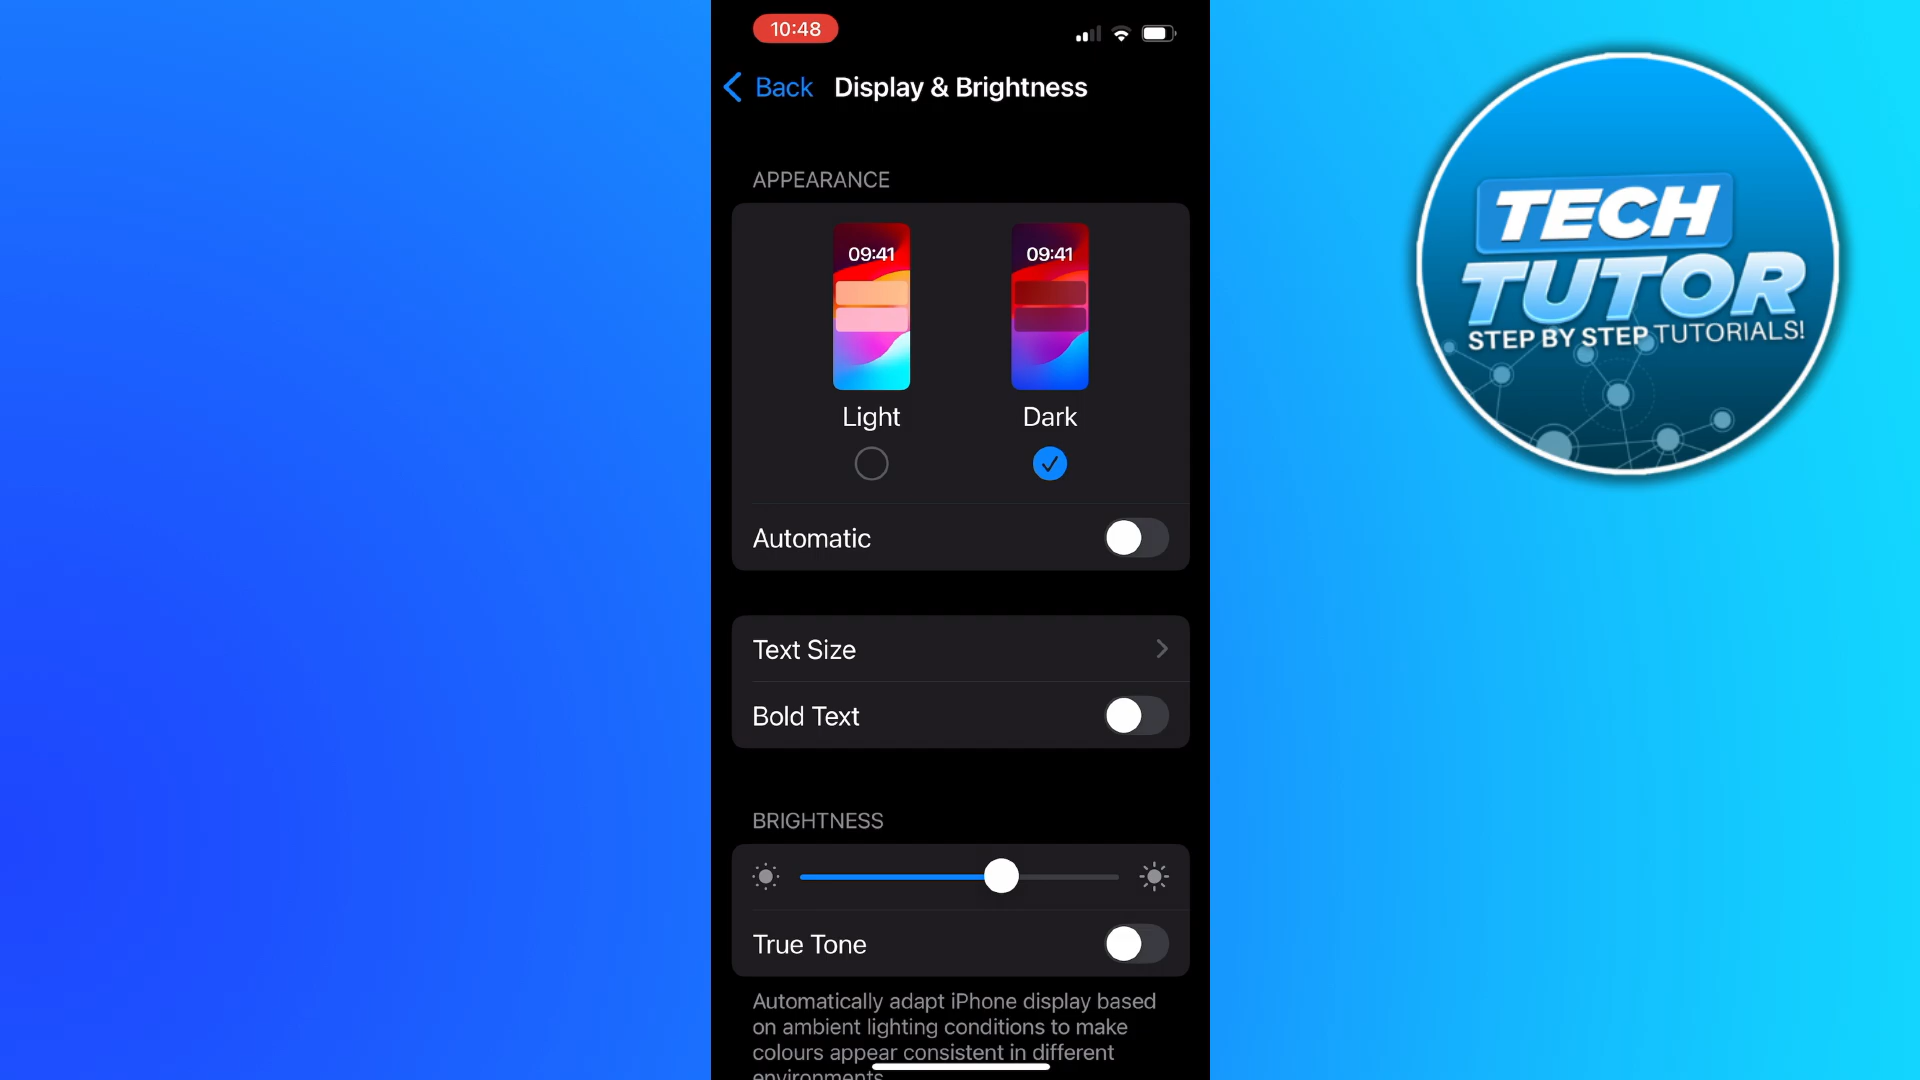 10:48
Back Display & Brightness
APPEARANCE
09:41 09:41
Light Dark
Automatic
Text Size
Bold Text
BRIGHTNESS
True Tone
Automatically adapt iPhone display based
on ambient lighting conditions to make
colours appear consistent in different
environments
TECH
TUTOR
STEP BY STEP TUTORIALS!